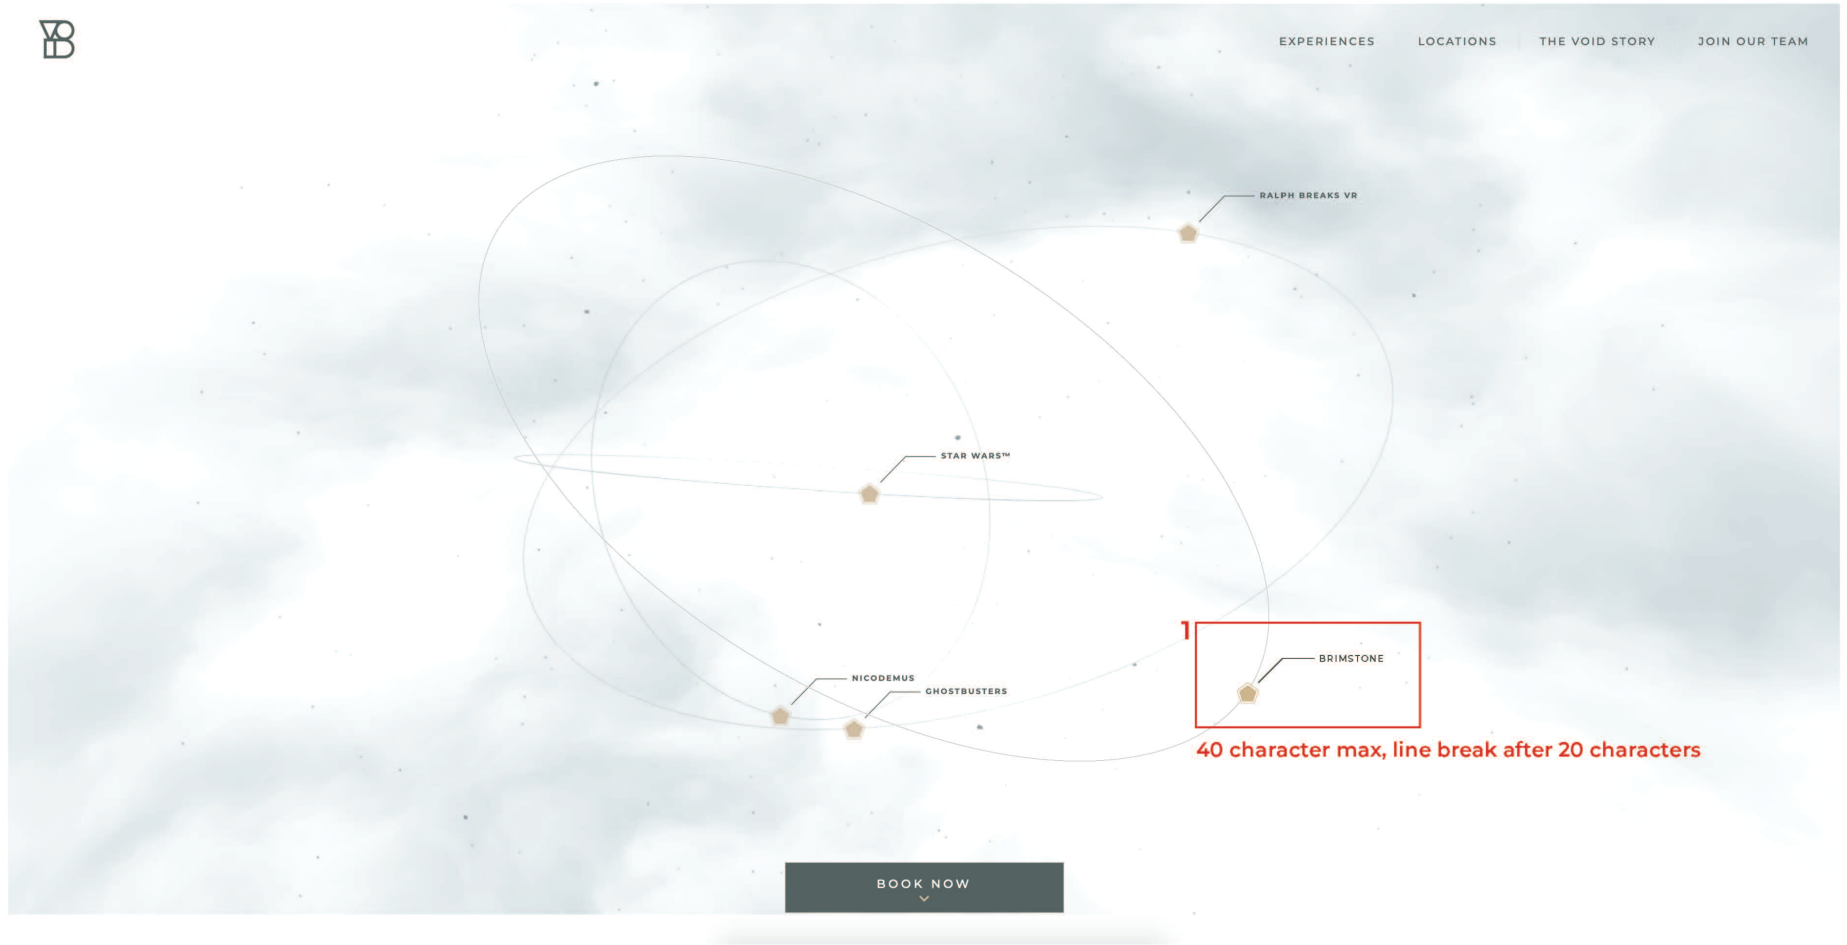 VOID
EXPERIENCES
LOCATIONS
THE VOID STORY
JOIN OUR TEAM
RALPH BREAKS VR
STAR WARS™
1
BRIMSTONE
NICODEMUS
GHOSTBUSTERS
40 character max, line break after 20 characters
BOOK NOW